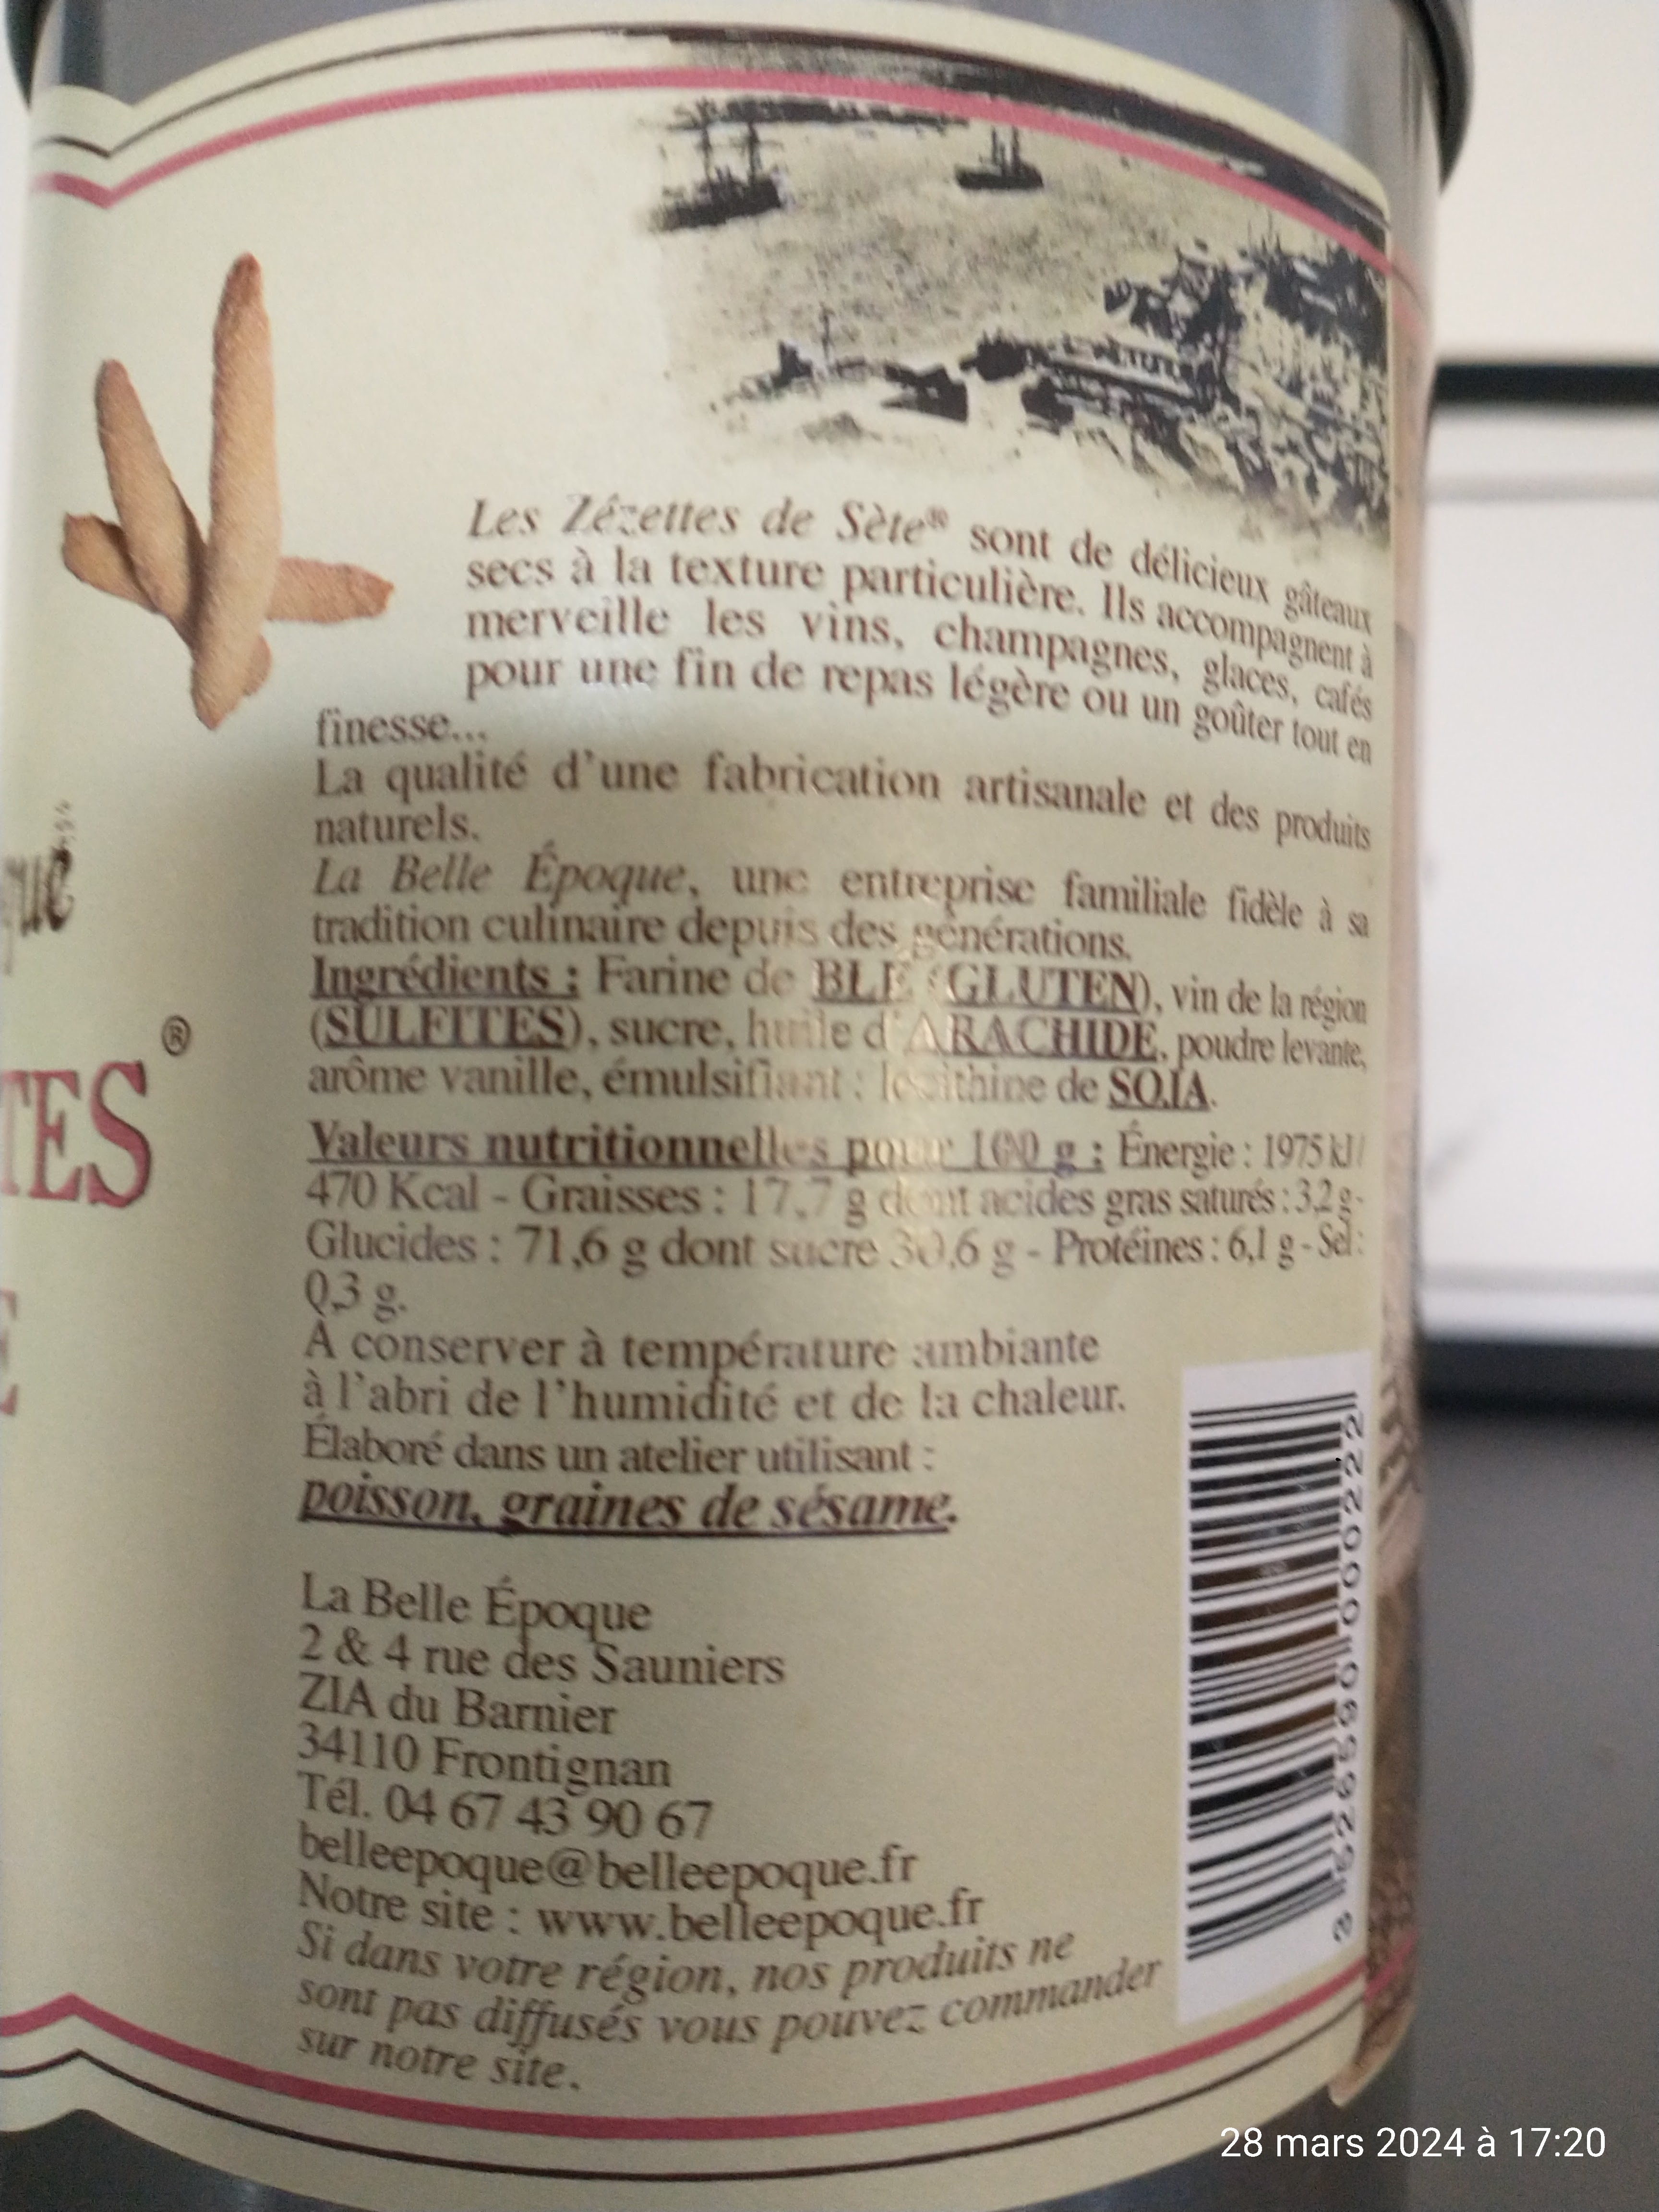 Les Zézettes de Sète® sont de délicieux gâteaux
secs à la texture particulière. Ils accompagnent à
merveille les vins, champagnes, glaces, cafés
pour une fin de repas légère ou un goûter tout en
finesse...
La qualité d'une fabrication artisanale et des produits
naturels.
La Belle Époque, une entreprise familiale fidèle à sa
tradition culinaire depuis des générations.
Ingrédients : Farine de BLÉ (GLUTEN), vin de la région
(SULFITES), sucre, huile d'ARACHIDE, poudre levante,
arôme vanille, émulsifiant : lécithine de SOJA.
Valeurs nutritionnelles pour 100 g : Énergie : 1975 kJ/
470 Kcal - Graisses : 17,7 g dont acides gras saturés : 3,2 g -
Glucides : 71,6 g dont sucre 30,6 g - Protéines : 6,1 g - Sel :
0,3 g.
À conserver à température ambiante
à l'abri de l'humidité et de la chaleur.
Élaboré dans un atelier utilisant :
poisson, graines de sésame.
La Belle Époque
2 & 4 rue des Sauniers
ZIA du Barnier
34110 Frontignan
Tél. 04 67 43 90 67
belleepoque@belleepoque.fr
Notre site : www.belleepoque.fr
Si dans votre région, nos produits ne
sont pas diffusés vous pouvez commander
sur notre site.
3 526590 000222
que
®
TES
E
28 mars 2024 à 17:20